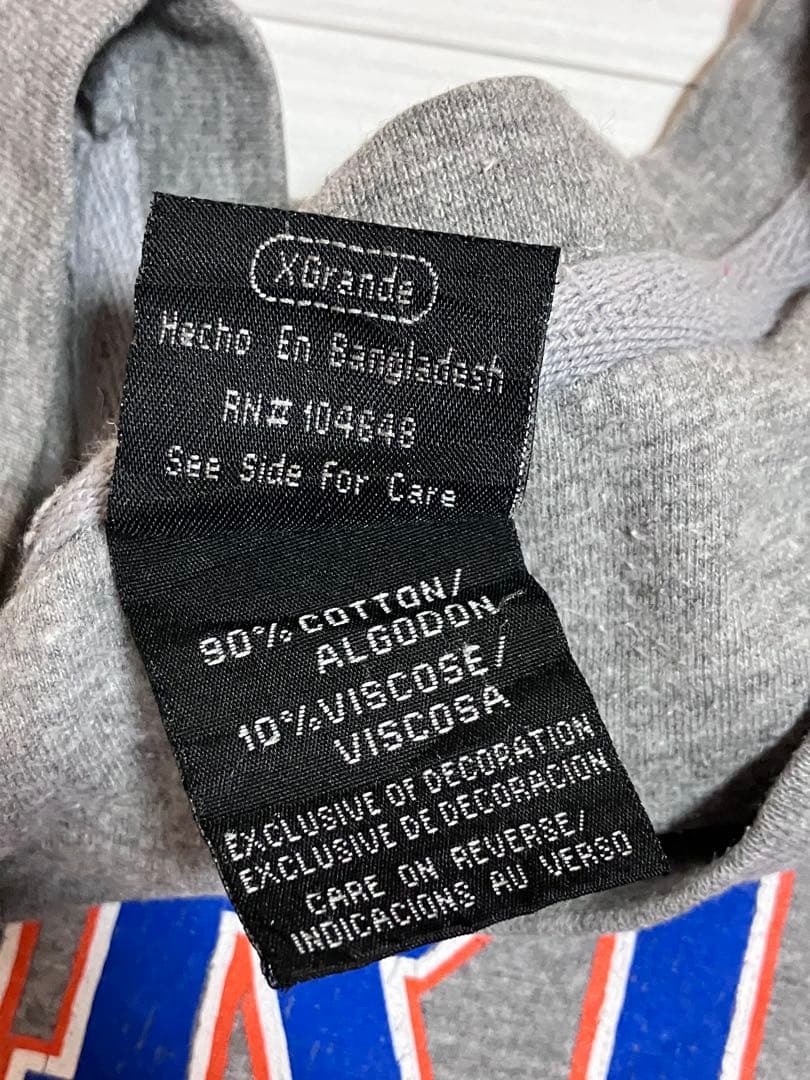 XGrande
Hecho En Bangladesh
RN# 104648
See Side For Care
90% COTTON/
ALGODON
10% VISCOSE/
VISCOSA
EXCLUSIVE OF DECORATION
EXCLUSIVE DE DECORACION
CARE ON REVERSE/
INDICACIONS AU VERSO